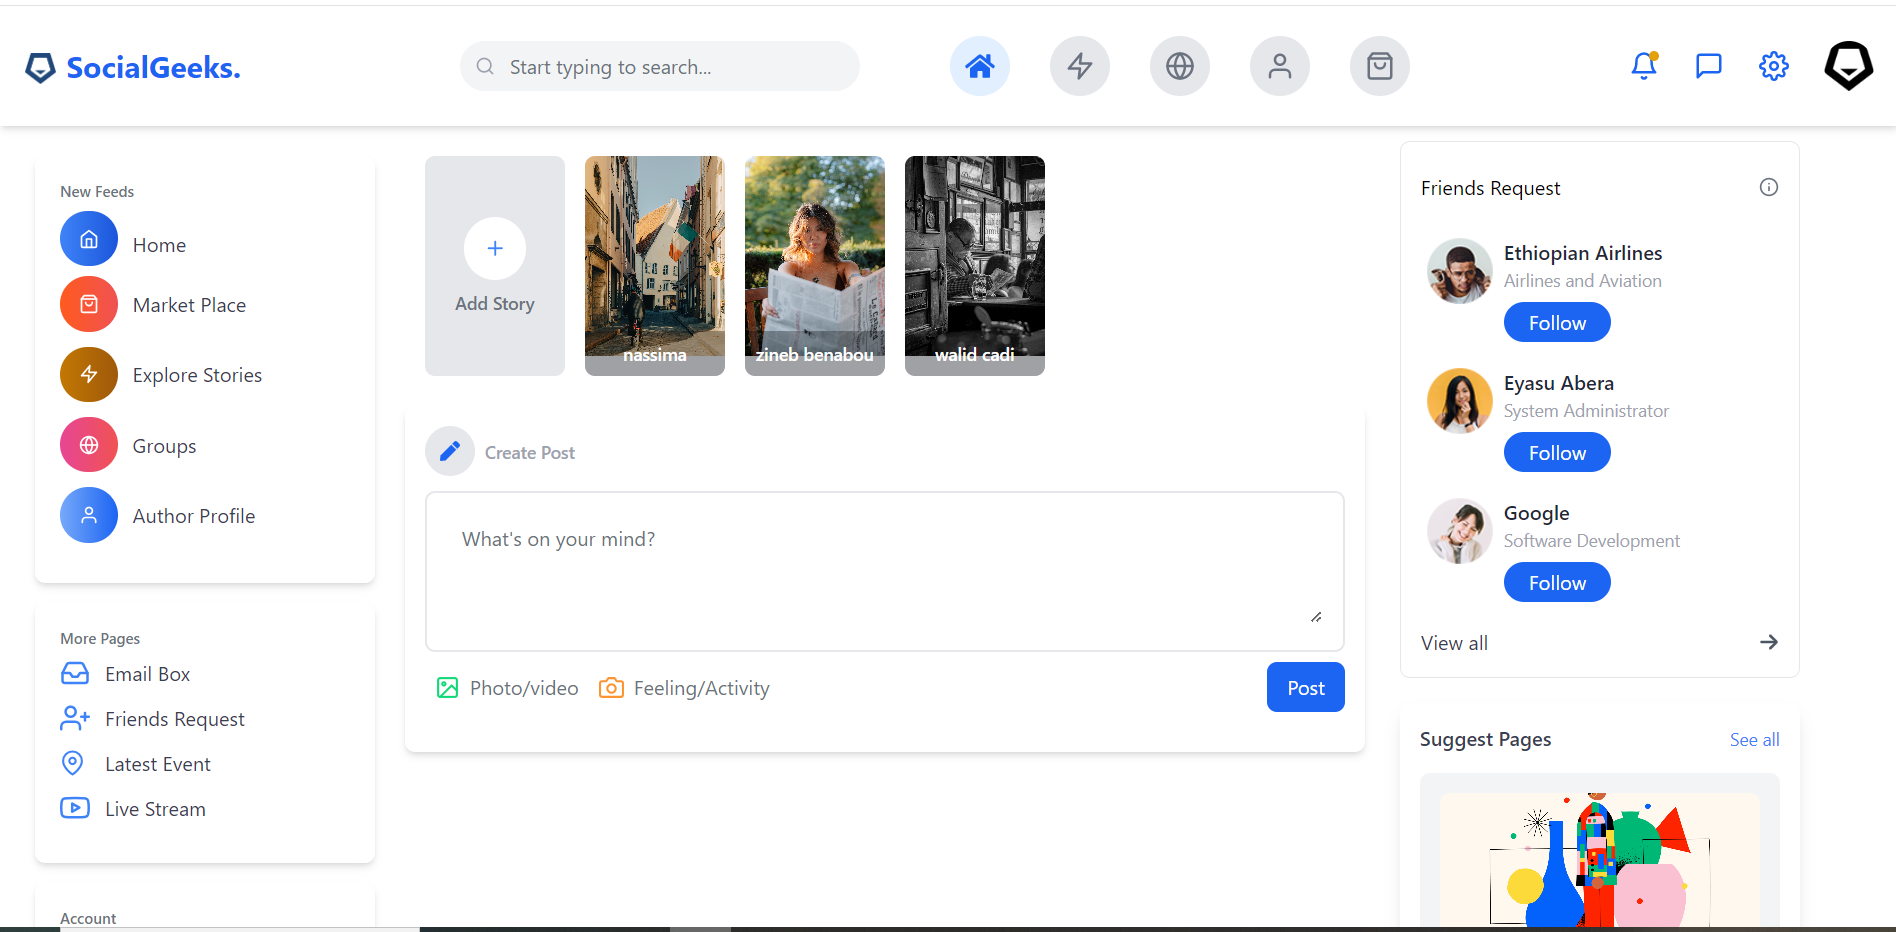 SocialGeeks.
Start typing to search...
New Feeds
Home
Market Place
Explore Stories
Groups
Author Profile
More Pages
Email Box
Friends Request
Latest Event
Live Stream
Account
Add Story
nassima
zineb benabou
walid cadi
Create Post
What's on your mind?
Photo/video
Feeling/Activity
Post
Friends Request
Ethiopian Airlines
Airlines and Aviation
Follow
Eyasu Abera
System Administrator
Follow
Google
Software Development
Follow
View all
Suggest Pages
See all